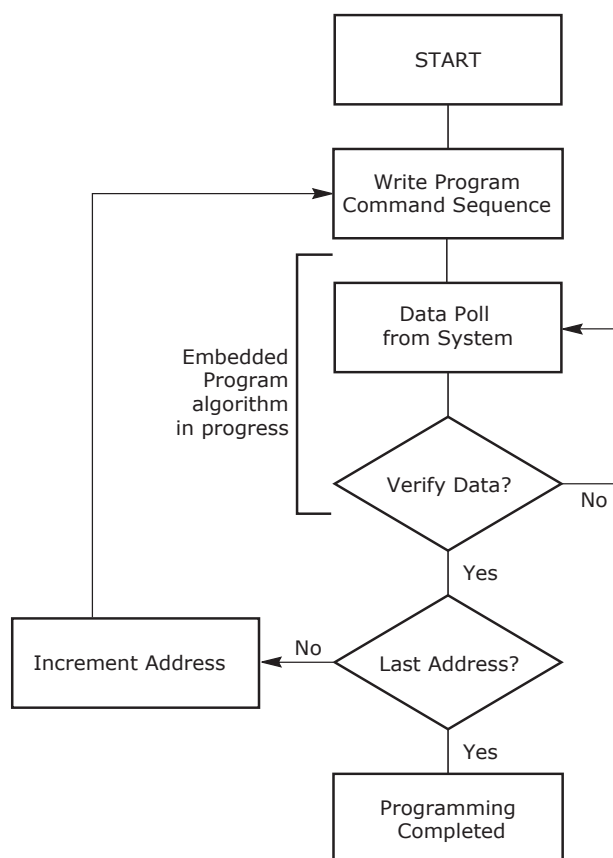 START
Write Program
Command Sequence
Data Poll
from System
Embedded
Program
algorithm
in progress
Verify Data?
No
Yes
Increment Address
No
Last Address?
Yes
Programming
Completed